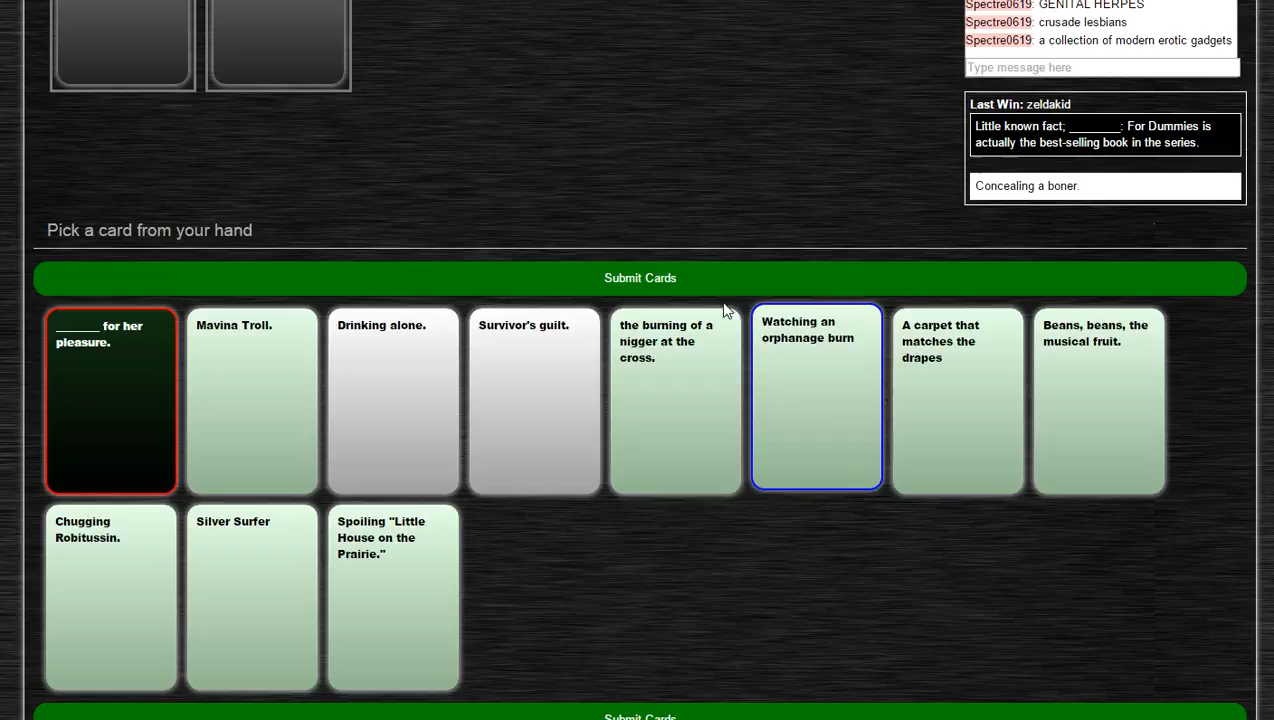 Spectre0619: GENITAL HERPES
Spectre0619: crusade lesbians
Spectre0619: a collection of modern erotic gadgets
Type message here
Last Win: zeldakid
Little known fact; ________: For Dummies is
actually the best-selling book in the series.
Concealing a boner.
Pick a card from your hand
Submit Cards
_______ for her
pleasure.
Mavina Troll.
Drinking alone.
Survivor's guilt.
the burning of a
nigger at the
cross.
Watching an
orphanage burn
A carpet that
matches the
drapes
Beans, beans, the
musical fruit.
Chugging
Robitussin.
Silver Surfer
Spoiling "Little
House on the
Prairie."
Submit Cards